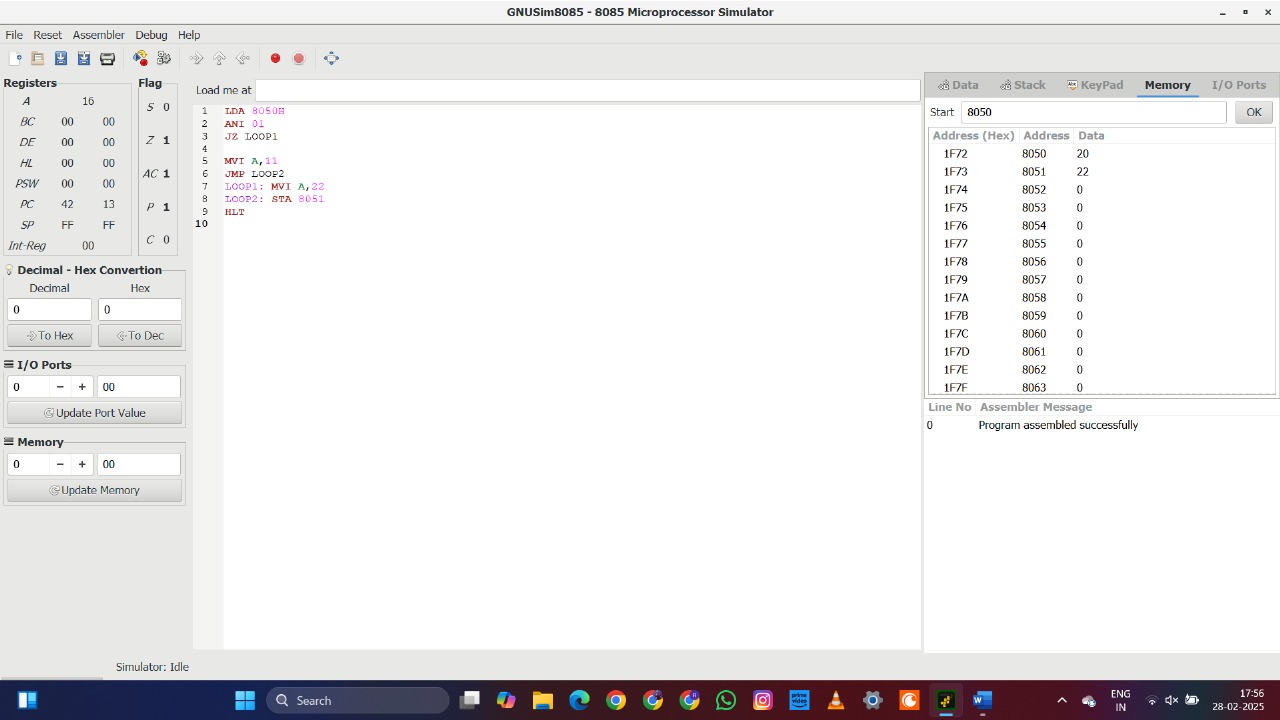 GNUSim8085 - 8085 Microprocessor Simulator
File Reset Assembler Debug Help
Registers
A 16
BC 00 00
DE 00 00
HL 00 00
PSW 00 00
PC 42 13
SP FF FF
Int-Reg 00
Flag
S 0
Z 1
AC 1
P 1
C 0
Decimal - Hex Convertion
Decimal Hex
0 0
To Hex To Dec
I/O Ports
0 − + 00
Update Port Value
Memory
0 − + 00
Update Memory
Load me at
1 LDA 8050H
2 ANI 01
3 JZ LOOP1
4
5 MVI A,11
6 JMP LOOP2
7 LOOP1: MVI A,22
8 LOOP2: STA 8051
9 HLT
10
Data Stack KeyPad Memory I/O Ports
Start 8050 OK
Address (Hex) Address Data
1F72 8050 20
1F73 8051 22
1F74 8052 0
1F75 8053 0
1F76 8054 0
1F77 8055 0
1F78 8056 0
1F79 8057 0
1F7A 8058 0
1F7B 8059 0
1F7C 8060 0
1F7D 8061 0
1F7E 8062 0
1F7F 8063 0
Line No Assembler Message
0 Program assembled successfully
Simulator: Idle
Search
ENG
IN
17:56
28-02-2025